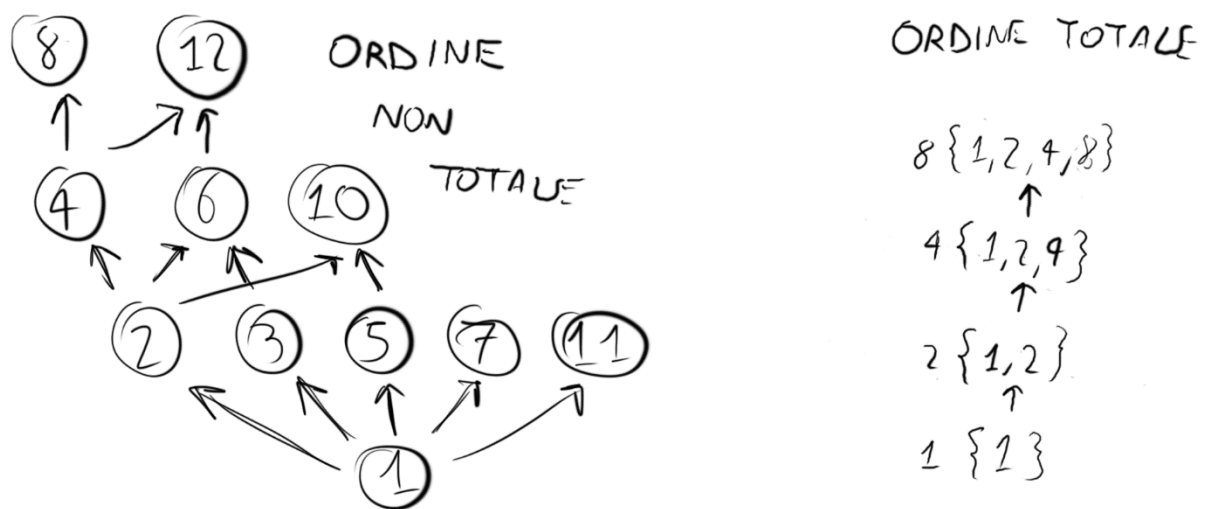 8 12
ORDINE
NON
TOTALE
4 6 10
2 3 5 7 11
1
ORDINE TOTALE
8 {1,2,4,8}
4 {1,2,4}
2 {1,2}
1 {1}